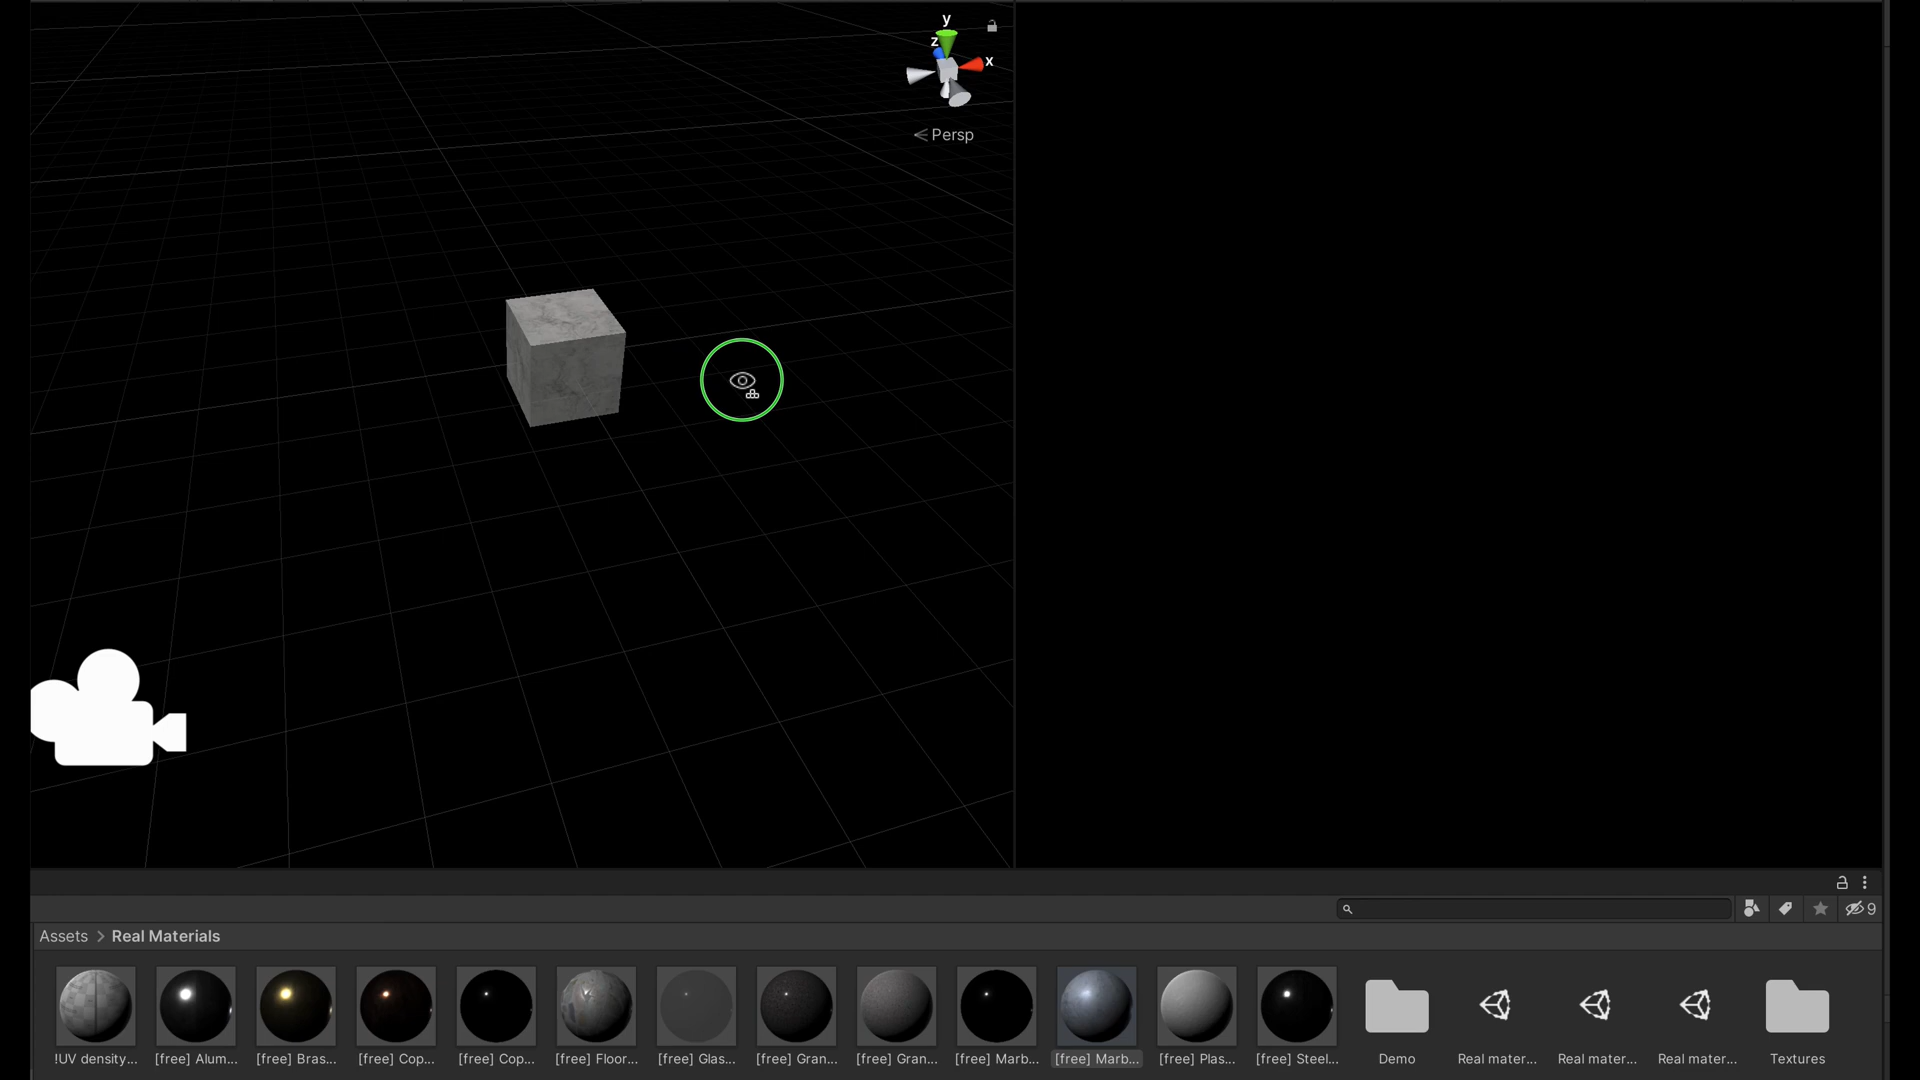 y
z
x
Persp
9
Assets > Real Materials
!UV density...
[free] Alum...
[free] Bras...
[free] Cop...
[free] Cop...
[free] Floor...
[free] Glas...
[free] Gran...
[free] Gran...
[free] Marb...
[free] Marb...
[free] Plas...
[free] Steel...
Demo
Real mater...
Real mater...
Real mater...
Textures